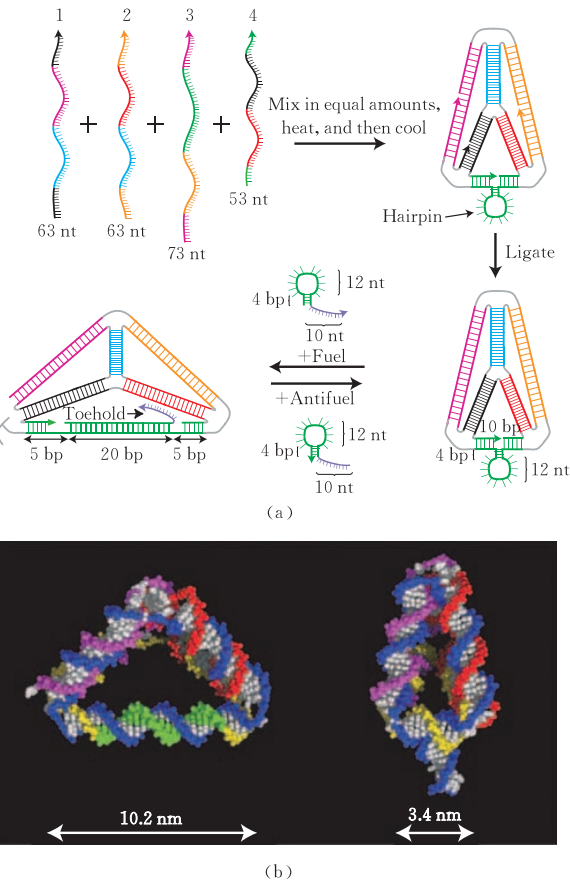 1 2 3 4
Mix in equal amounts,
heat, and then cool
63 nt 63 nt 73 nt 53 nt
Hairpin
Ligate
12 nt
4 bp
10 nt
+Fuel
+Antifuel
12 nt
4 bp
10 nt
Toehold
5 bp 20 bp 5 bp
10 bp
4 bp
12 nt
(a)
10.2 nm 3.4 nm
(b)